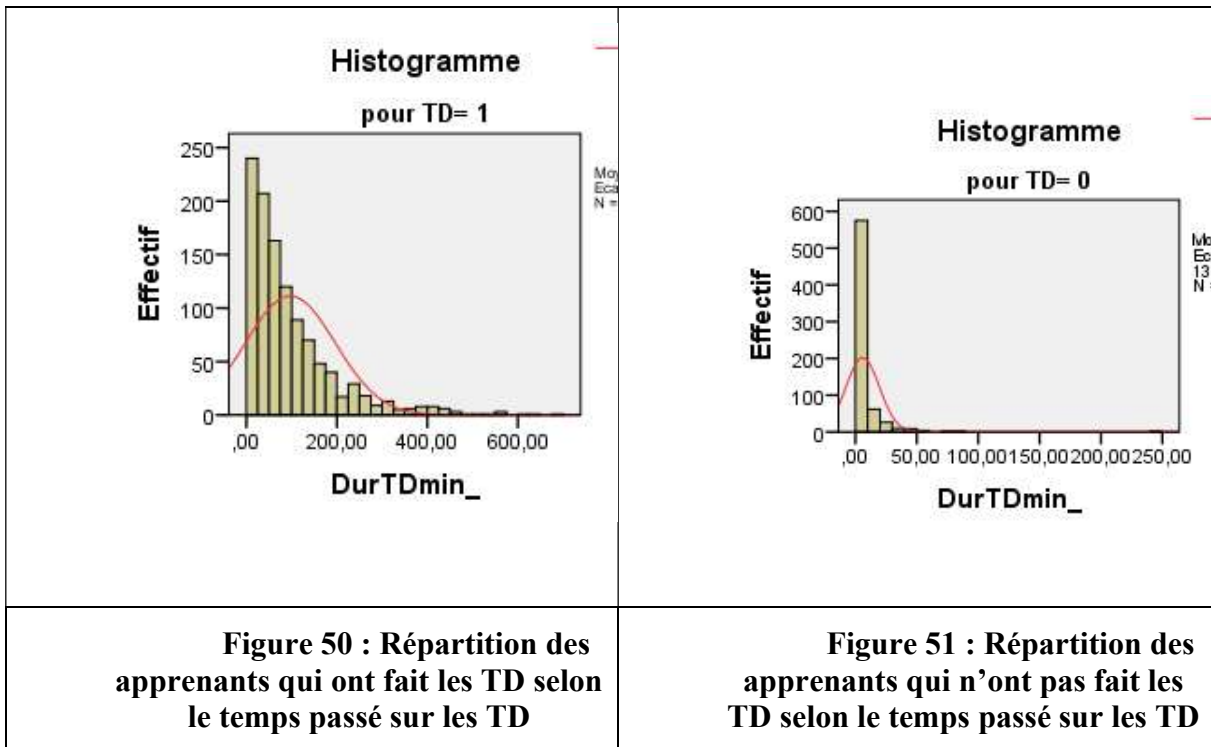 Histogramme
pour TD= 1
250
200
150
100
50
0
Effectif
,00 200,00 400,00 600,00
DurTDmin_
N =
Histogramme
pour TD= 0
600
500
400
300
200
100
0
Effectif
,00 50,00 100,00 150,00 200,00 250,00
DurTDmin_
13
N =
Figure 50 : Répartition des
apprenants qui ont fait les TD selon
le temps passé sur les TD
Figure 51 : Répartition des
apprenants qui n’ont pas fait les
TD selon le temps passé sur les TD